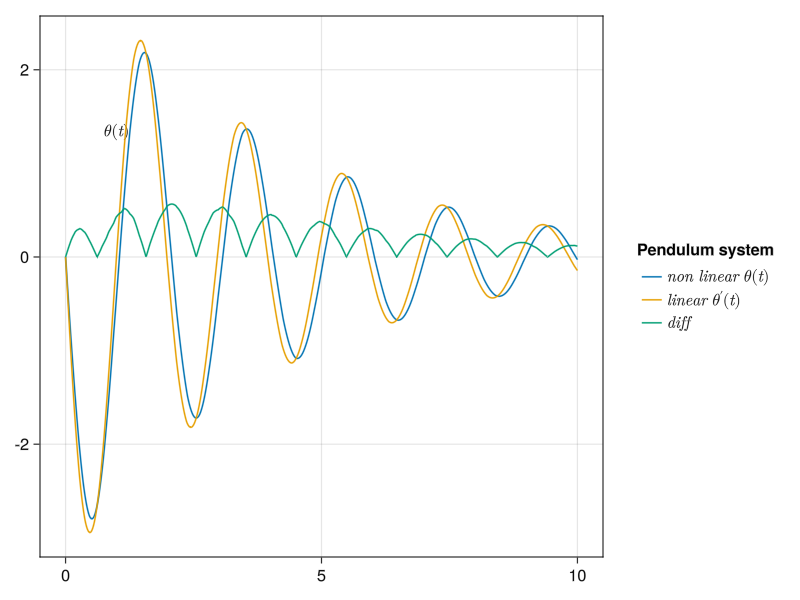 2
θ(t)
0
-2
0 5 10
Pendulum system
non linear θ(t)
linear θ̇(t)
diff